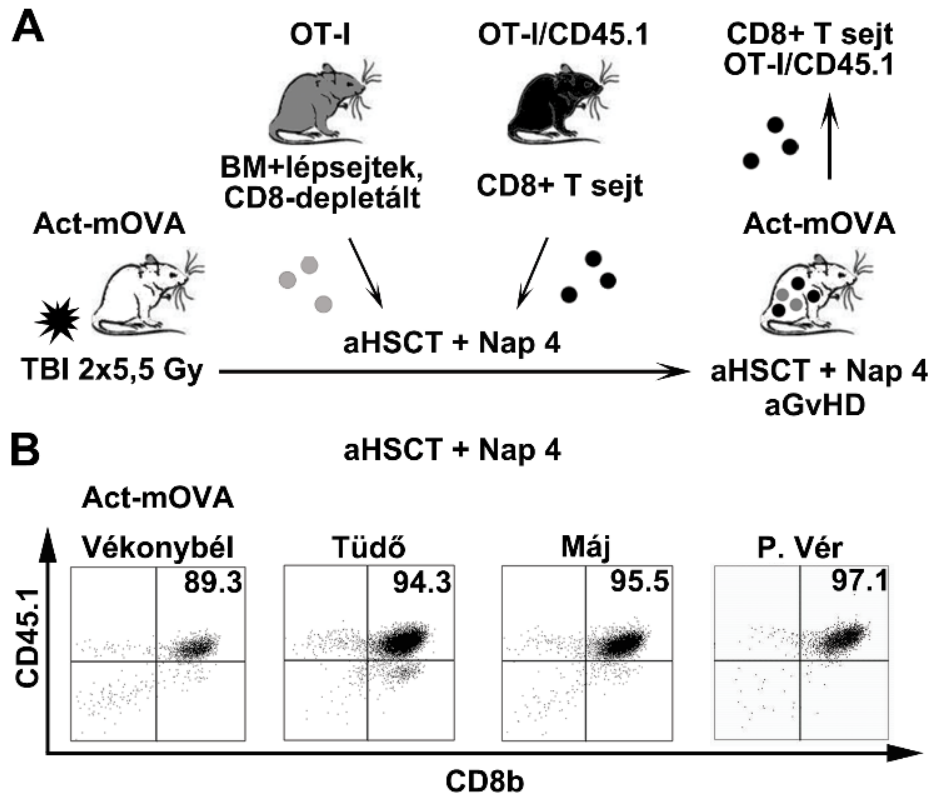 A
OT-I
OT-I/CD45.1
CD8+ T sejt
OT-I/CD45.1
BM+lépsejtek,
CD8-depletált
CD8+ T sejt
Act-mOVA
Act-mOVA
aHSCT + Nap 4
TBI 2x5,5 Gy
aHSCT + Nap 4
aGvHD
B
aHSCT + Nap 4
Act-mOVA
Vékonybél
Tüdő
Máj
P. Vér
89.3
94.3
95.5
97.1
CD45.1
CD8b